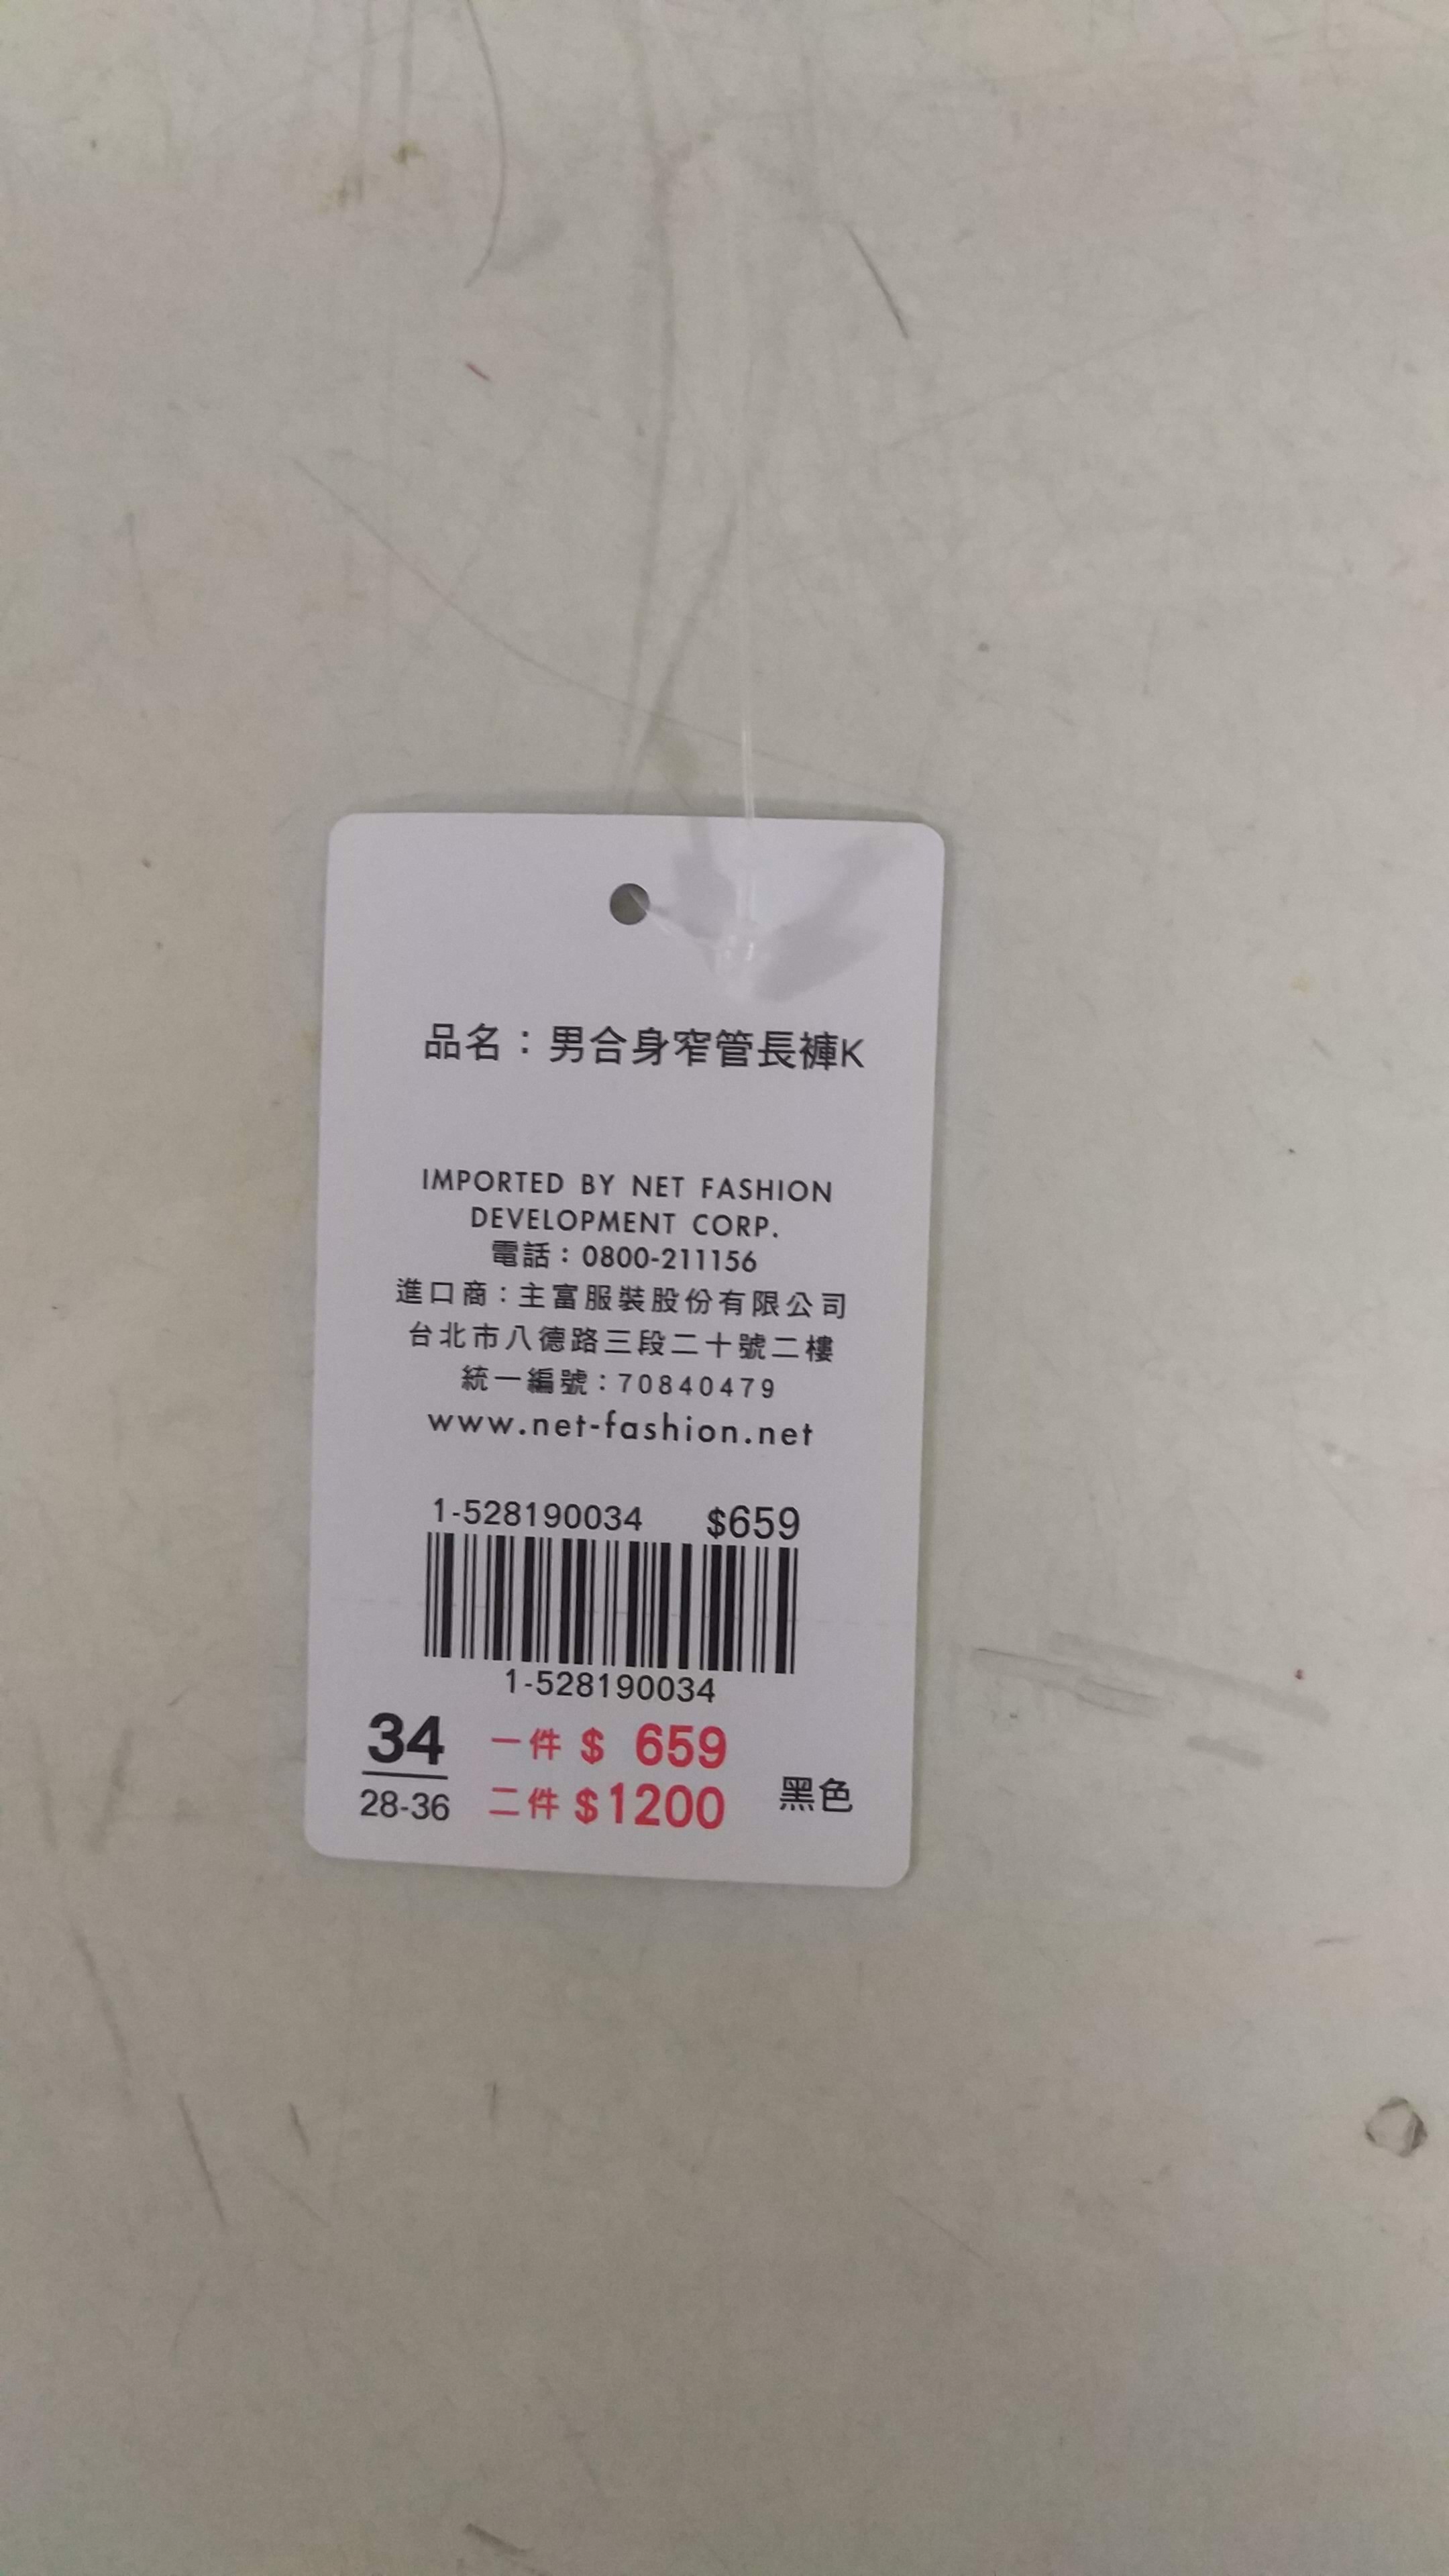 品名：男合身窄管長褲K
IMPORTED BY NET FASHION
DEVELOPMENT CORP.
電話：0800-211156
進口商：主富服裝股份有限公司
台北市八德路三段二十號二樓
統一編號：70840479
www.net-fashion.net
1-528190034 $659
1-528190034
34 一件 $ 659
28-36 二件 $1200 黑色